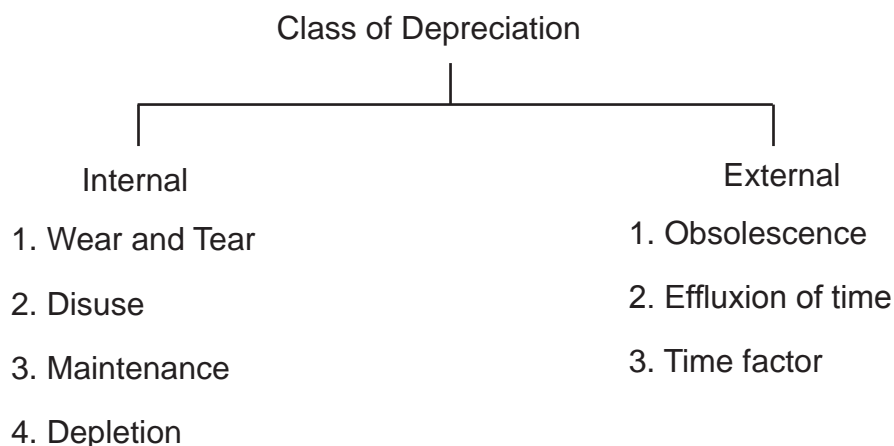 Class of Depreciation
Internal
1. Wear and Tear
2. Disuse
3. Maintenance
4. Depletion
External
1. Obsolescence
2. Effluxion of time
3. Time factor